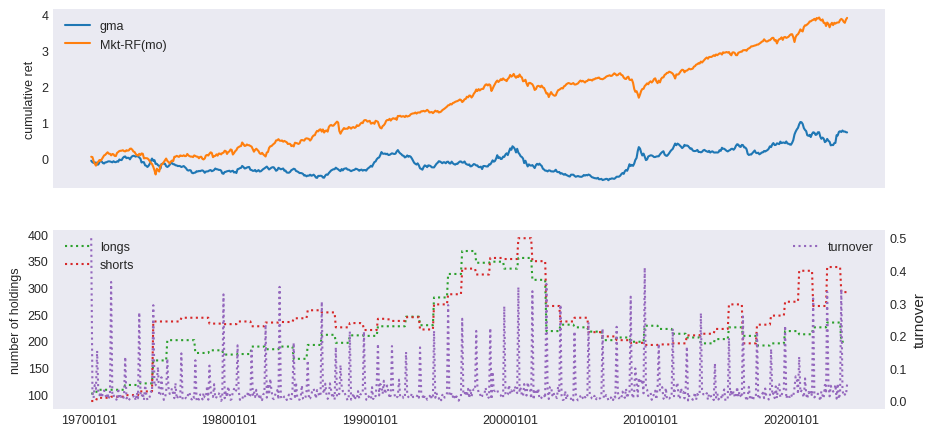 4
3
2
1
0
cumulative ret
gma
Mkt-RF(mo)
400
350
300
250
200
150
100
number of holdings
longs
shorts
turnover
0.5
0.4
0.3
0.2
0.1
0.0
turnover
19700101 19800101 19900101 20000101 20100101 20200101